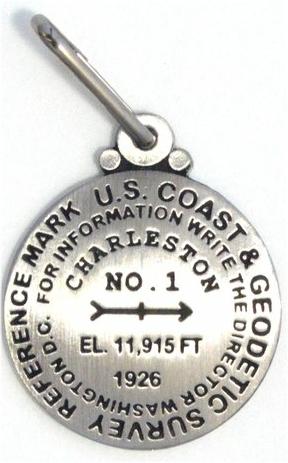 U.S. COAST & GEODETIC SURVEY REFERENCE MARK
FOR INFORMATION WRITE THE DIRECTOR WASHINGTON D.C.
CHARLESTON
NO. 1
EL. 11,915 FT
1926